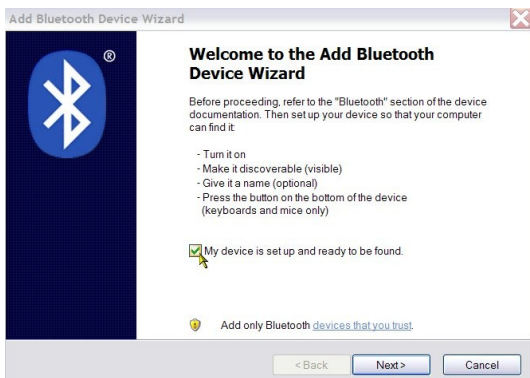 Add Bluetooth Device Wizard
®
Welcome to the Add Bluetooth
Device Wizard
Before proceeding, refer to the "Bluetooth" section of the device
documentation. Then set up your device so that your computer
can find it:
- Turn it on
- Make it discoverable (visible)
- Give it a name (optional)
- Press the button on the bottom of the device
(keyboards and mice only)
My device is set up and ready to be found.
Add only Bluetooth devices that you trust.
< Back Next > Cancel